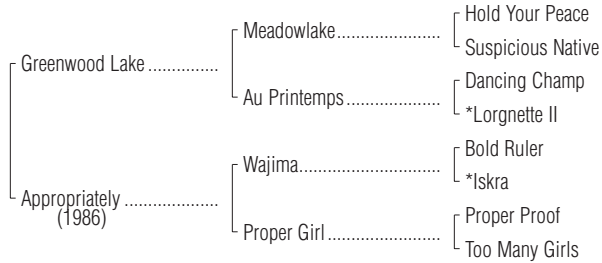 Hold Your Peace
Meadowlake....................
Suspicious Native
Greenwood Lake ...............
Dancing Champ
Au Printemps..................
*Lorgnette II
Bold Ruler
Wajima...........................
*Iskra
Appropriately ....................
(1986)
Proper Proof
Proper Girl .....................
Too Many Girls